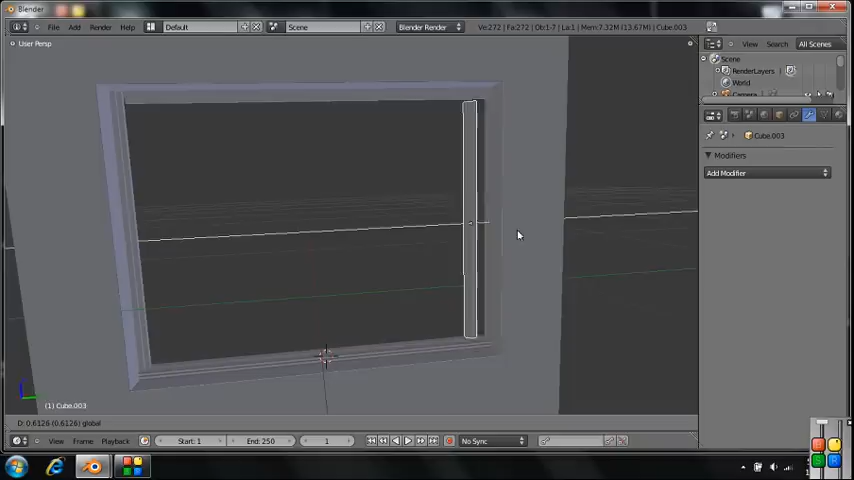 Blender
File Add Render Help Default Scene Blender Render Ve:272 | Fa:272 | Ob:1-7 | La:1 | Mem:7.32M (13.67M) | Cube.003
User Persp
View Search All Scenes
Scene
RenderLayers
World
Camera
Cube.003
Modifiers
Add Modifier
(1) Cube.003
D: 0.6126 (0.6126) global
View Frame Playback Start: 1 End: 250 1 No Sync